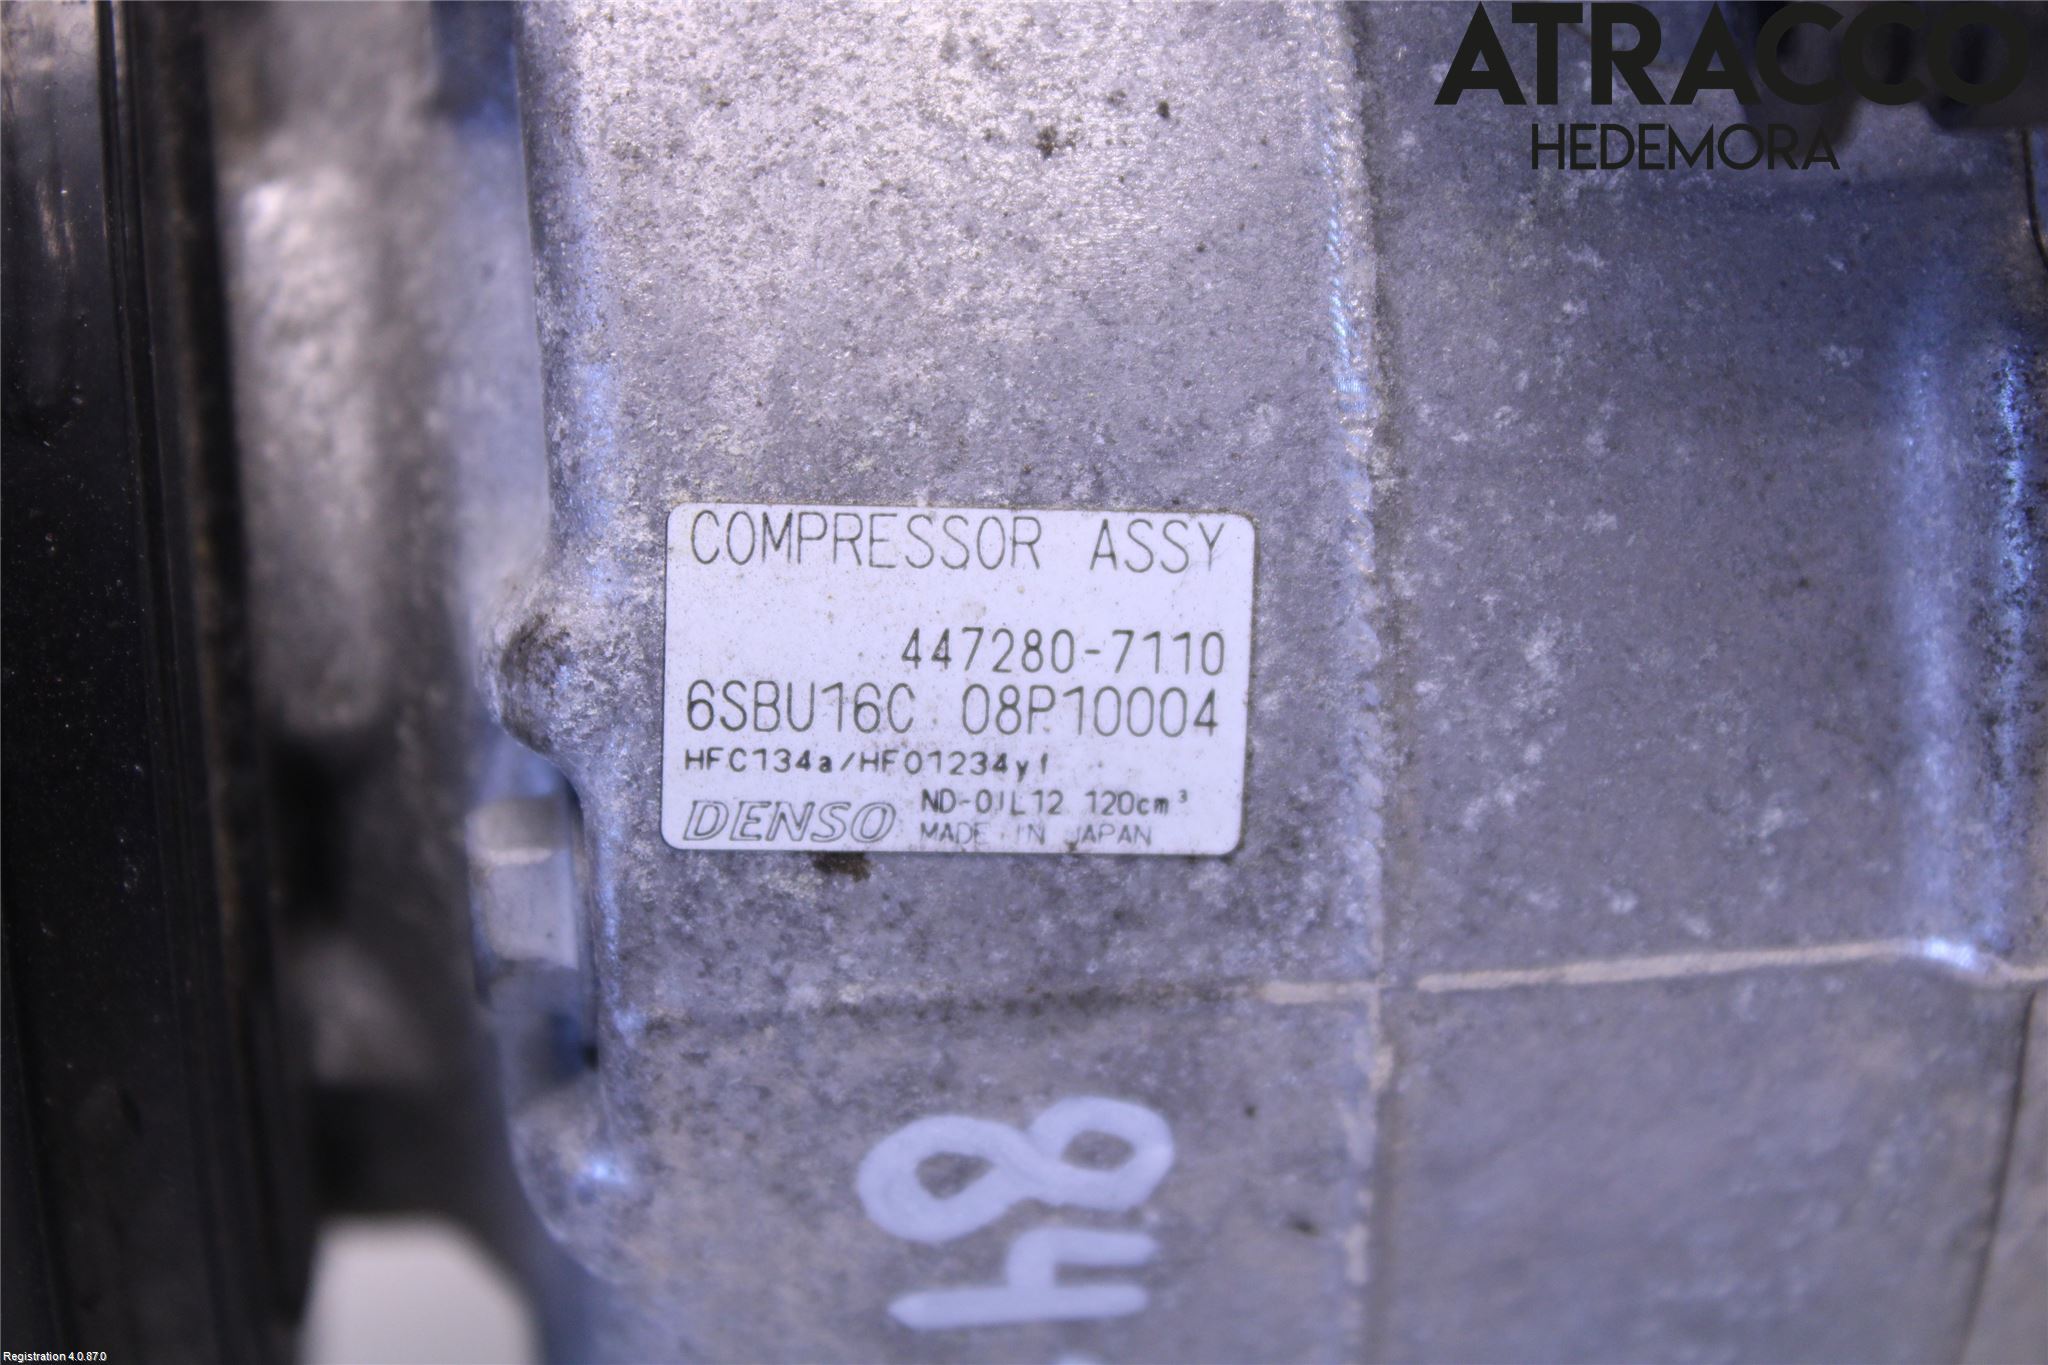 ATRACCO
HEDEMORA
COMPRESSOR ASSY
447280-7110
6SBU16C 08P10004
HFC134a/HFO1234yf
DENSO ND-OIL12 120cm³
MADE IN JAPAN
Registration 4.0.87.0